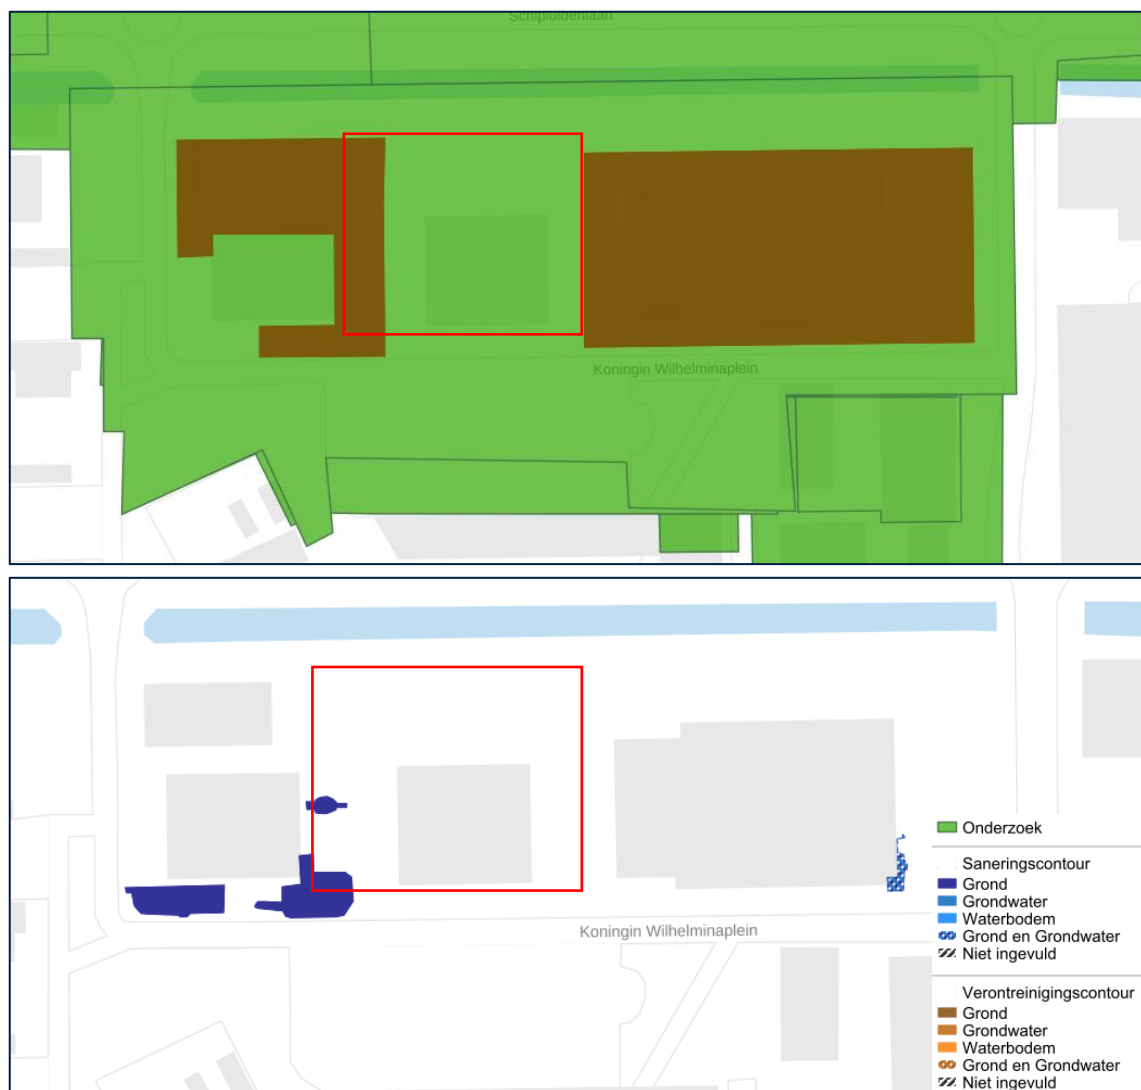 Schipluidenlaan
Koningin Wilhelminaplein
Koningin Wilhelminaplein
Onderzoek
Saneringscontour
Grond
Grondwater
Waterbodem
Grond en Grondwater
Niet ingevuld
Verontreinigingscontour
Grond
Grondwater
Waterbodem
Grond en Grondwater
Niet ingevuld